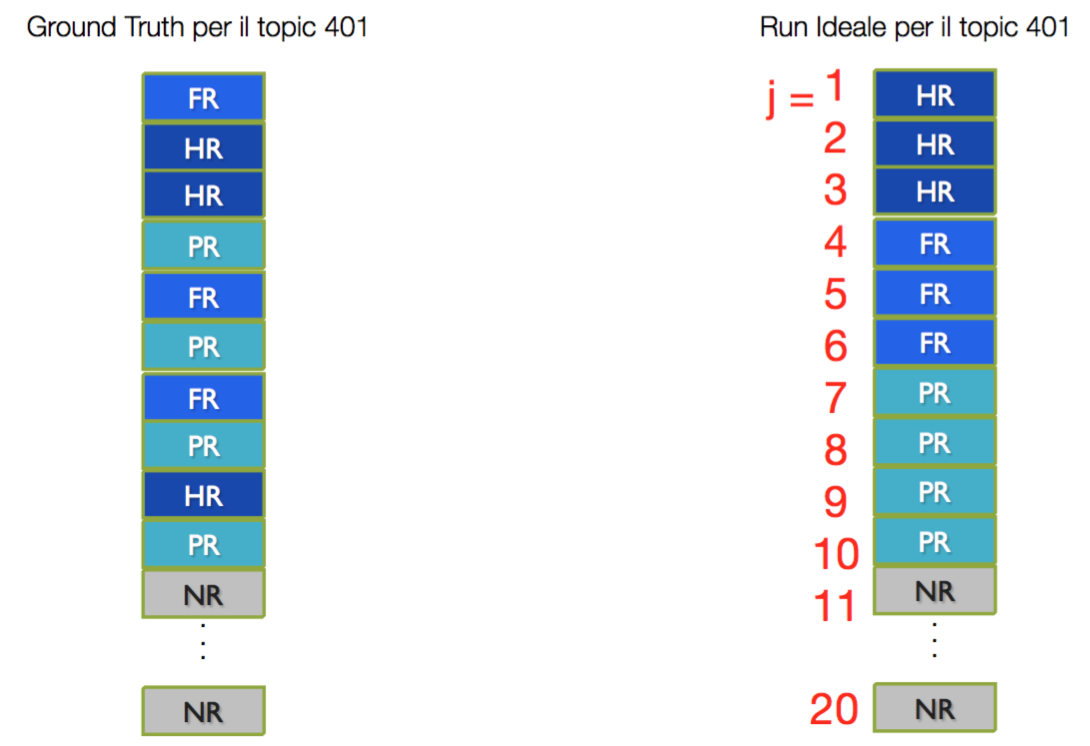 Ground Truth per il topic 401
FR
HR
HR
PR
FR
PR
FR
PR
HR
PR
NR
NR
Run Ideale per il topic 401
j = 1 HR
2 HR
3 HR
4 FR
5 FR
6 FR
7 PR
8 PR
9 PR
10 PR
11 NR
20 NR